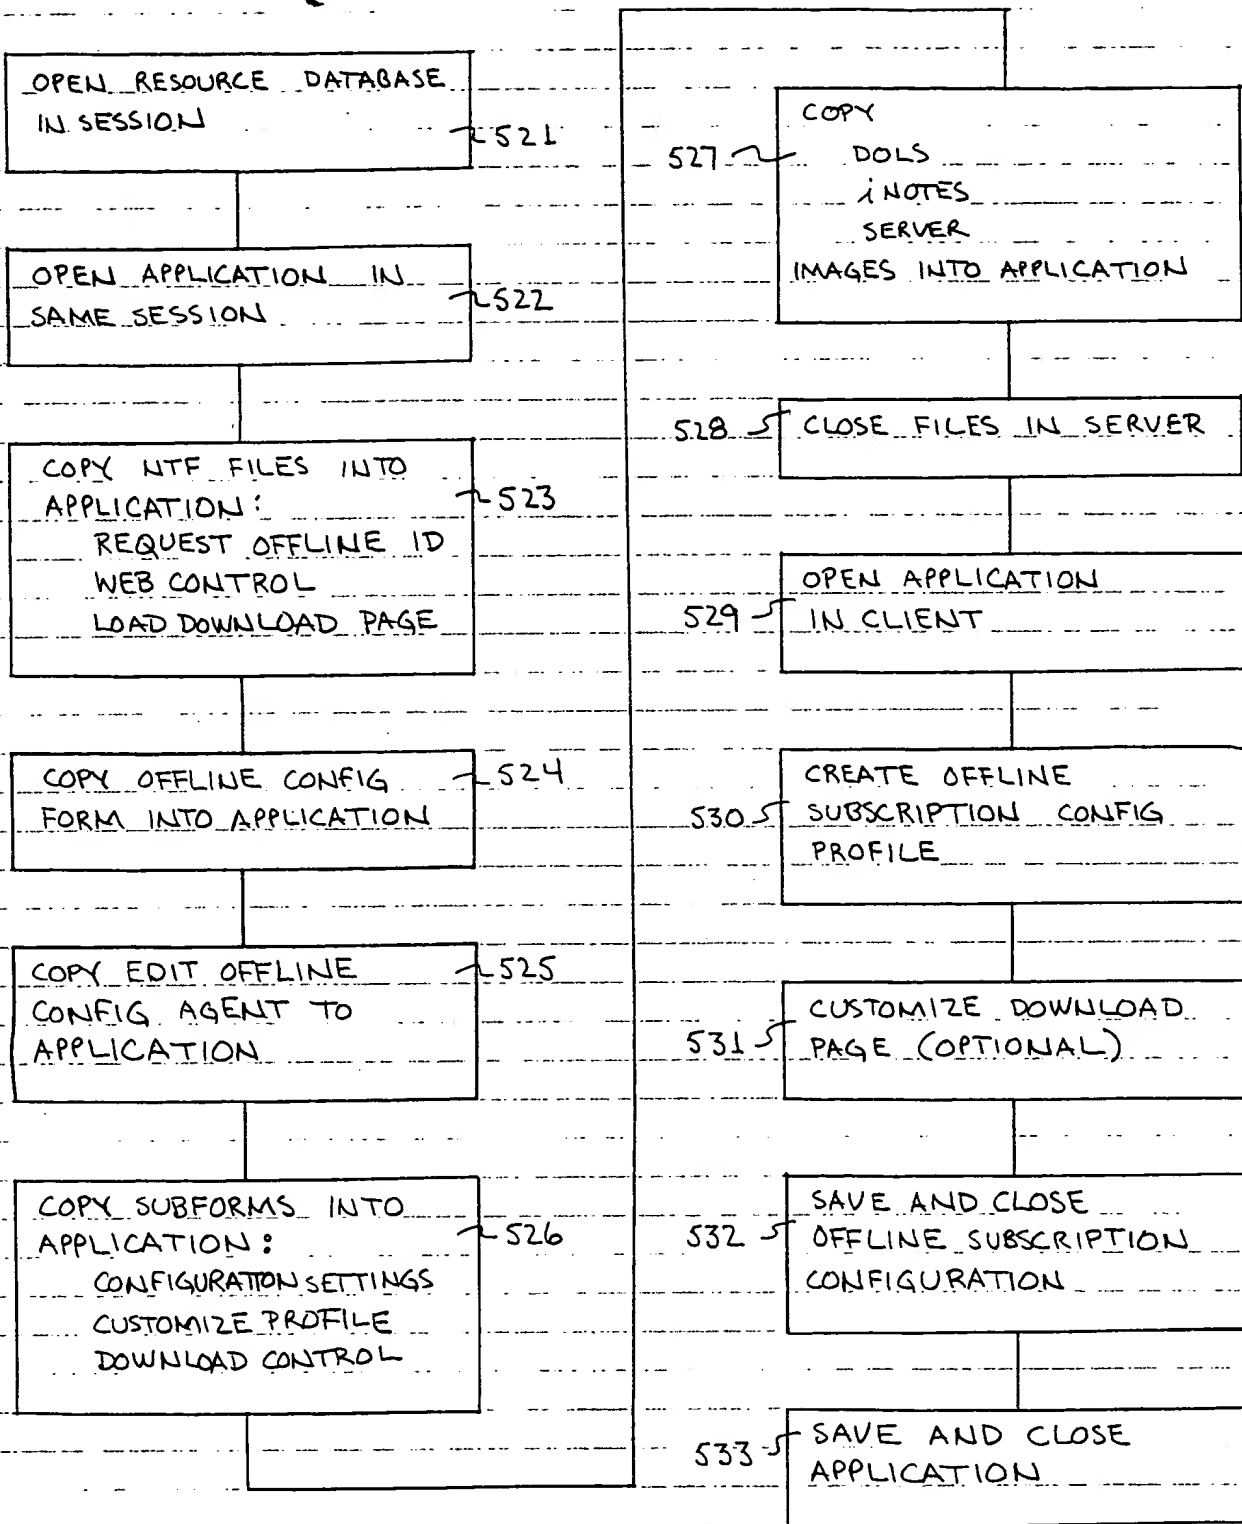 OPEN RESOURCE DATABASE
IN SESSION
521
OPEN APPLICATION IN
SAME SESSION
522
COPY NTF FILES INTO
APPLICATION:
REQUEST OFFLINE ID
WEB CONTROL
LOAD DOWNLOAD PAGE
523
COPY OFFLINE CONFIG
FORM INTO APPLICATION
524
COPY EDIT OFFLINE
CONFIG AGENT TO
APPLICATION
525
COPY SUBFORMS INTO
APPLICATION:
CONFIGURATION SETTINGS
CUSTOMIZE PROFILE
DOWNLOAD CONTROL
526
COPY
DOLS
iNOTES
SERVER
IMAGES INTO APPLICATION
527
CLOSE FILES IN SERVER
528
OPEN APPLICATION
IN CLIENT
529
CREATE OFFLINE
SUBSCRIPTION CONFIG
PROFILE
530
CUSTOMIZE DOWNLOAD
PAGE (OPTIONAL)
531
SAVE AND CLOSE
OFFLINE SUBSCRIPTION
CONFIGURATION
532
SAVE AND CLOSE
APPLICATION
533